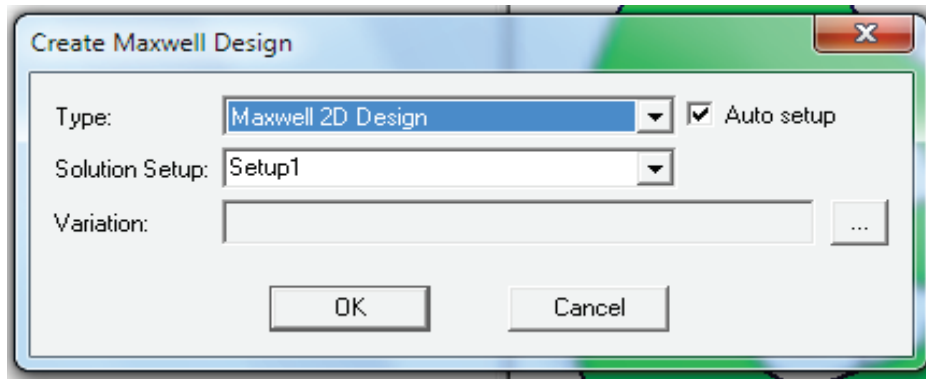 Create Maxwell Design
Type: Maxwell 2D Design Auto setup
Solution Setup: Setup1
Variation: ...
OK Cancel